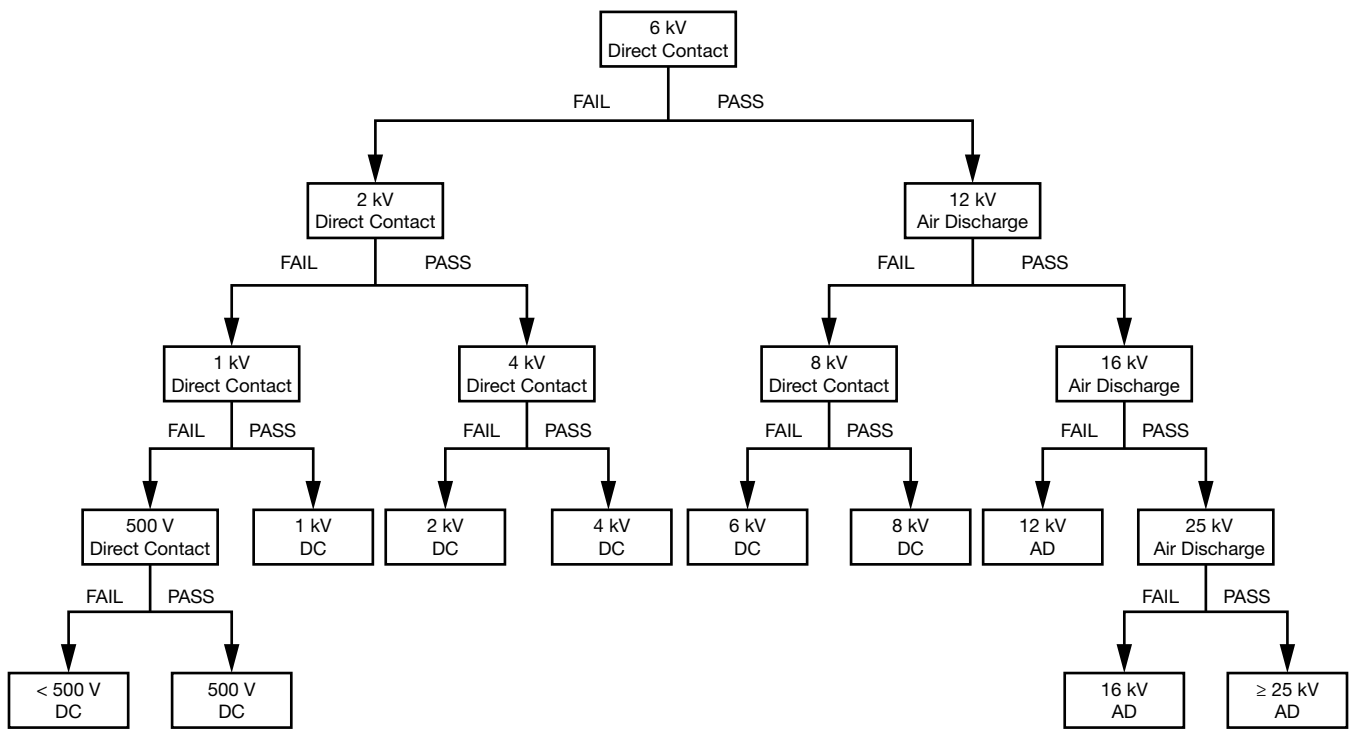 6 kV
Direct Contact
FAIL PASS
2 kV
Direct Contact
12 kV
Air Discharge
FAIL PASS
FAIL PASS
1 kV
Direct Contact
4 kV
Direct Contact
8 kV
Direct Contact
16 kV
Air Discharge
FAIL PASS
FAIL PASS
FAIL PASS
FAIL PASS
500 V
Direct Contact
1 kV
DC
2 kV
DC
4 kV
DC
6 kV
DC
8 kV
DC
12 kV
AD
25 kV
Air Discharge
FAIL PASS
FAIL PASS
< 500 V
DC
500 V
DC
16 kV
AD
≥ 25 kV
AD